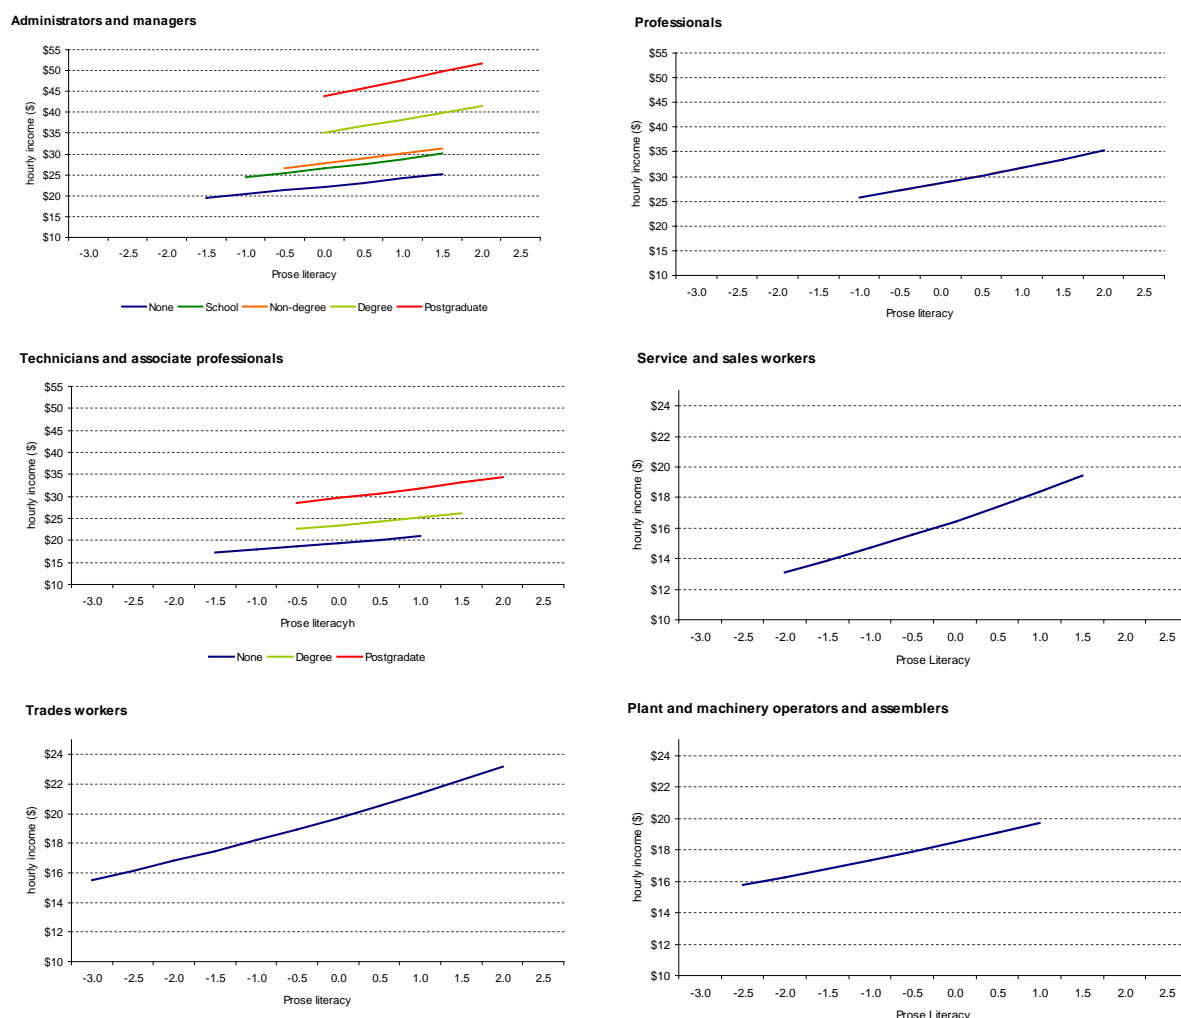 Administrators and managers
$55
$50
$45
$40
$35
$30
$25
$20
$15
$10
hourly income ($)
-3.0 -2.5 -2.0 -1.5 -1.0 -0.5 0.0 0.5 1.0 1.5 2.0 2.5
Prose literacy
None School Non-degree Degree Postgraduate
Professionals
$55
$50
$45
$40
$35
$30
$25
$20
$15
$10
hourly income ($)
-3.0 -2.5 -2.0 -1.5 -1.0 -0.5 0.0 0.5 1.0 1.5 2.0 2.5
Prose literacy
Technicians and associate professionals
$55
$50
$45
$40
$35
$30
$25
$20
$15
$10
hourly income ($)
-3.0 -2.5 -2.0 -1.5 -1.0 -0.5 0.0 0.5 1.0 1.5 2.0 2.5
Prose literacyh
None Degree Postgradate
Service and sales workers
$24
$22
$20
$18
$16
$14
$12
$10
hourly income ($)
-3.0 -2.5 -2.0 -1.5 -1.0 -0.5 0.0 0.5 1.0 1.5 2.0 2.5
Prose Literacy
Trades workers
$24
$22
$20
$18
$16
$14
$12
$10
hourly income ($)
-3.0 -2.5 -2.0 -1.5 -1.0 -0.5 0.0 0.5 1.0 1.5 2.0 2.5
Prose literacy
Plant and machinery operators and assemblers
$24
$22
$20
$18
$16
$14
$12
$10
hourly income ($)
-3.0 -2.5 -2.0 -1.5 -1.0 -0.5 0.0 0.5 1.0 1.5 2.0 2.5
Prose Literacy